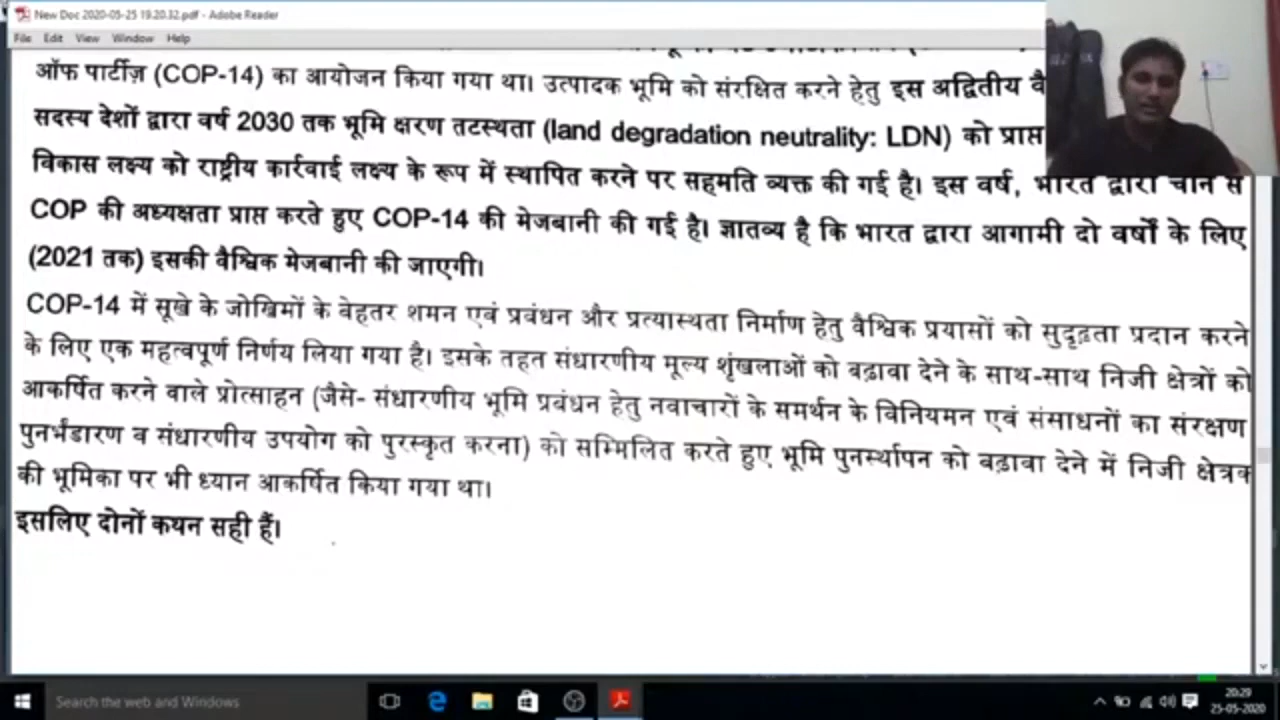 New Doc 2020-05-25 19.20.32.pdf - Adobe Reader
File Edit View Window Help
ऑफ पार्टीज़ (COP-14) का आयोजन किया गया था। उत्पादक भूमि को संरक्षित करने हेतु इस अद्वितीय
सदस्य देशों द्वारा वर्ष 2030 तक भूमि क्षरण तटस्थता (land degradation neutrality: LDN) को
विकास लक्ष्य को राष्ट्रीय कार्रवाई लक्ष्य के रूप में स्थापित करने पर सहमति व्यक्त की गई है। इस वर्ष, भारत द्वारा चीन से
COP की अध्यक्षता प्राप्त करते हुए COP-14 की मेजबानी की गई है। ज्ञातव्य है कि भारत द्वारा आगामी दो वर्षों के लिए
(2021 तक) इसकी वैश्विक मेजबानी की जाएगी।
COP-14 में सूखे के जोखिमों के बेहतर शमन एवं प्रबंधन और प्रत्यास्थता निर्माण हेतु वैश्विक प्रयासों को सुदृढ़ता प्रदान करने
के लिए एक महत्वपूर्ण निर्णय लिया गया है। इसके तहत संधारणीय मूल्य शृंखलाओं को बढ़ावा देने के साथ-साथ निजी क्षेत्रों को
आकर्षित करने वाले प्रोत्साहन (जैसे- संधारणीय भूमि प्रबंधन हेतु नवाचारों के समर्थन के विनियमन एवं संसाधनों का संरक्षण
पुनर्भंडारण व संधारणीय उपयोग को पुरस्कृत करना) को सम्मिलित करते हुए भूमि पुनर्स्थापन को बढ़ावा देने में निजी क्षेत्रक
की भूमिका पर भी ध्यान आकर्षित किया गया था।
इसलिए दोनों कथन सही हैं।
Search the web and Windows
20:29
25-05-2020